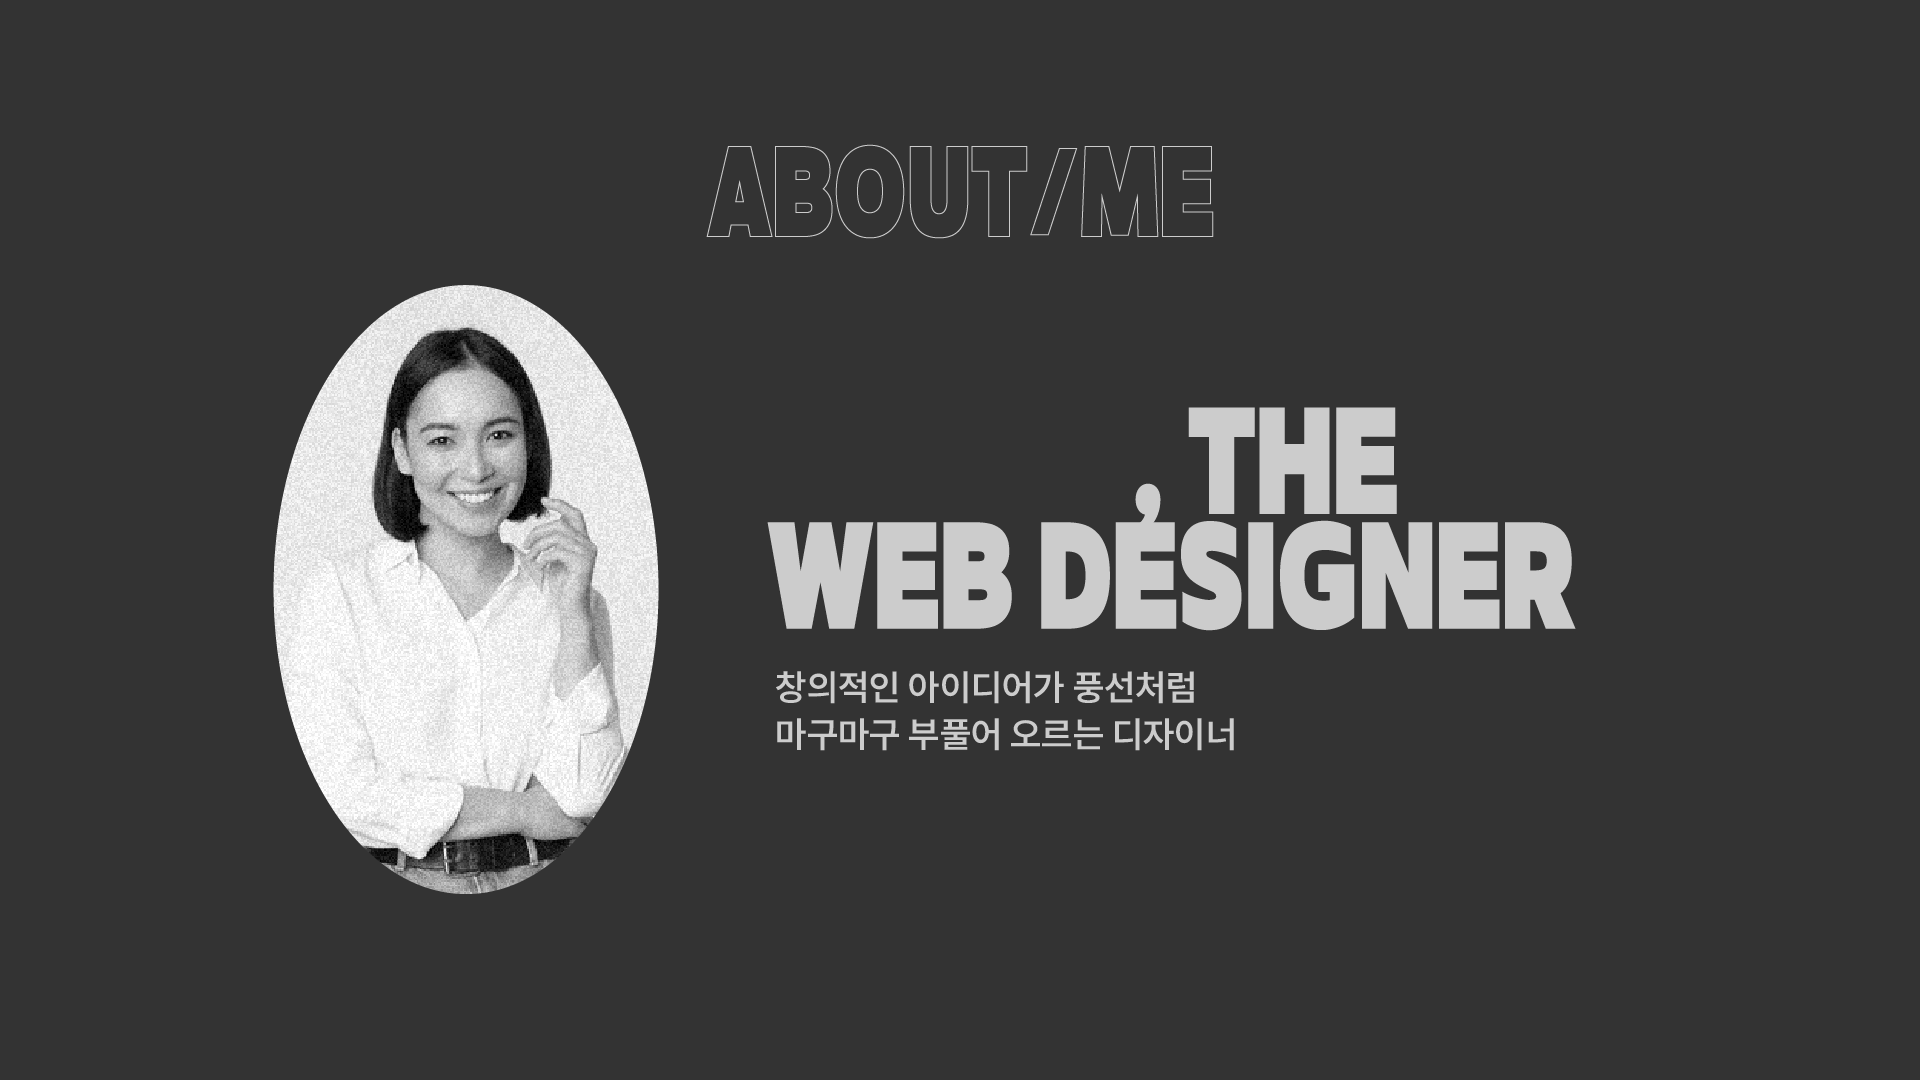 ABOUT/ME
, THE
WEB DESIGNER
창의적인 아이디어가 풍선처럼
마구마구 부풀어 오르는 디자이너